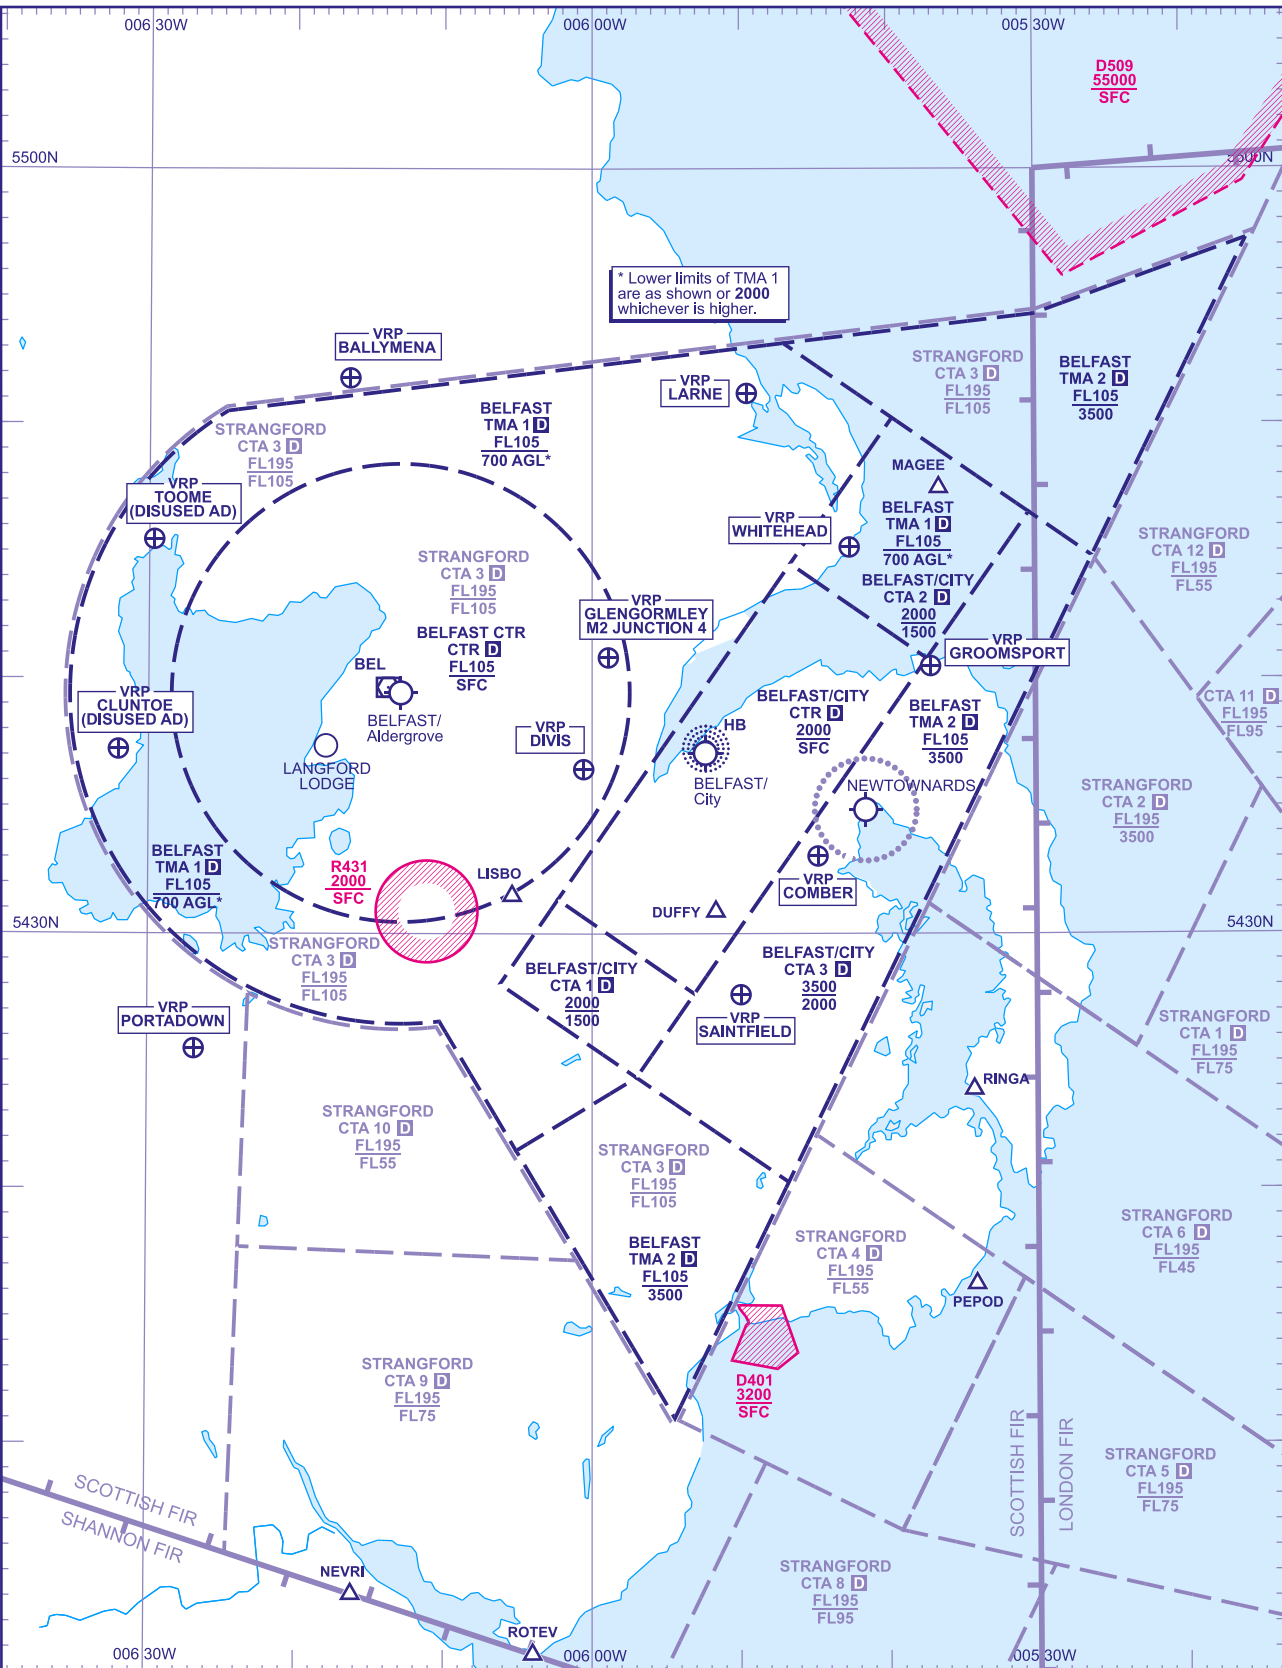 006 30W
006 00W
005 30W
D509
55000
SFC
5500N
5500N
* Lower limits of TMA 1
are as shown or 2000
whichever is higher.
VRP
BALLYMENA
VRP
LARNE
STRANGFORD
CTA 3 D
FL195
FL105
BELFAST
TMA 2 D
FL105
3500
BELFAST
TMA 1 D
FL105
700 AGL*
STRANGFORD
CTA 3 D
FL195
FL105
MAGEE
VRP
TOOME
(DISUSED AD)
VRP
WHITEHEAD
BELFAST
TMA 1 D
FL105
700 AGL*
STRANGFORD
CTA 12 D
FL195
FL55
STRANGFORD
CTA 3 D
FL195
FL105
BELFAST/CITY
CTA 2 D
2000
1500
VRP
GLENGORMLEY
M2 JUNCTION 4
BELFAST CTR
CTR D
FL105
SFC
VRP
GROOMSPORT
BEL
BELFAST/
Aldergrove
VRP
CLUNTOE
(DISUSED AD)
BELFAST/CITY
CTR D
2000
SFC
BELFAST
TMA 2 D
FL105
3500
CTA 11 D
FL195
FL95
VRP
DIVIS
HB
BELFAST/
City
LANGFORD
LODGE
NEWTOWNARDS
STRANGFORD
CTA 2 D
FL195
3500
BELFAST
TMA 1 D
FL105
700 AGL*
R431
2000
SFC
LISBO
VRP
COMBER
DUFFY
5430N
5430N
STRANGFORD
CTA 3 D
FL195
FL105
BELFAST/CITY
CTA 1 D
2000
1500
BELFAST/CITY
CTA 3 D
3500
2000
VRP
PORTADOWN
VRP
SAINTFIELD
STRANGFORD
CTA 1 D
FL195
FL75
RINGA
STRANGFORD
CTA 10 D
FL195
FL55
STRANGFORD
CTA 3 D
FL195
FL105
STRANGFORD
CTA 6 D
FL195
FL45
BELFAST
TMA 2 D
FL105
3500
STRANGFORD
CTA 4 D
FL195
FL55
PEPOD
STRANGFORD
CTA 9 D
FL195
FL75
D401
3200
SFC
SCOTTISH FIR
LONDON FIR
STRANGFORD
CTA 5 D
FL195
FL75
SCOTTISH FIR
SHANNON FIR
STRANGFORD
CTA 8 D
FL195
FL95
NEVRI
ROTEV
006 30W
006 00W
005 30W